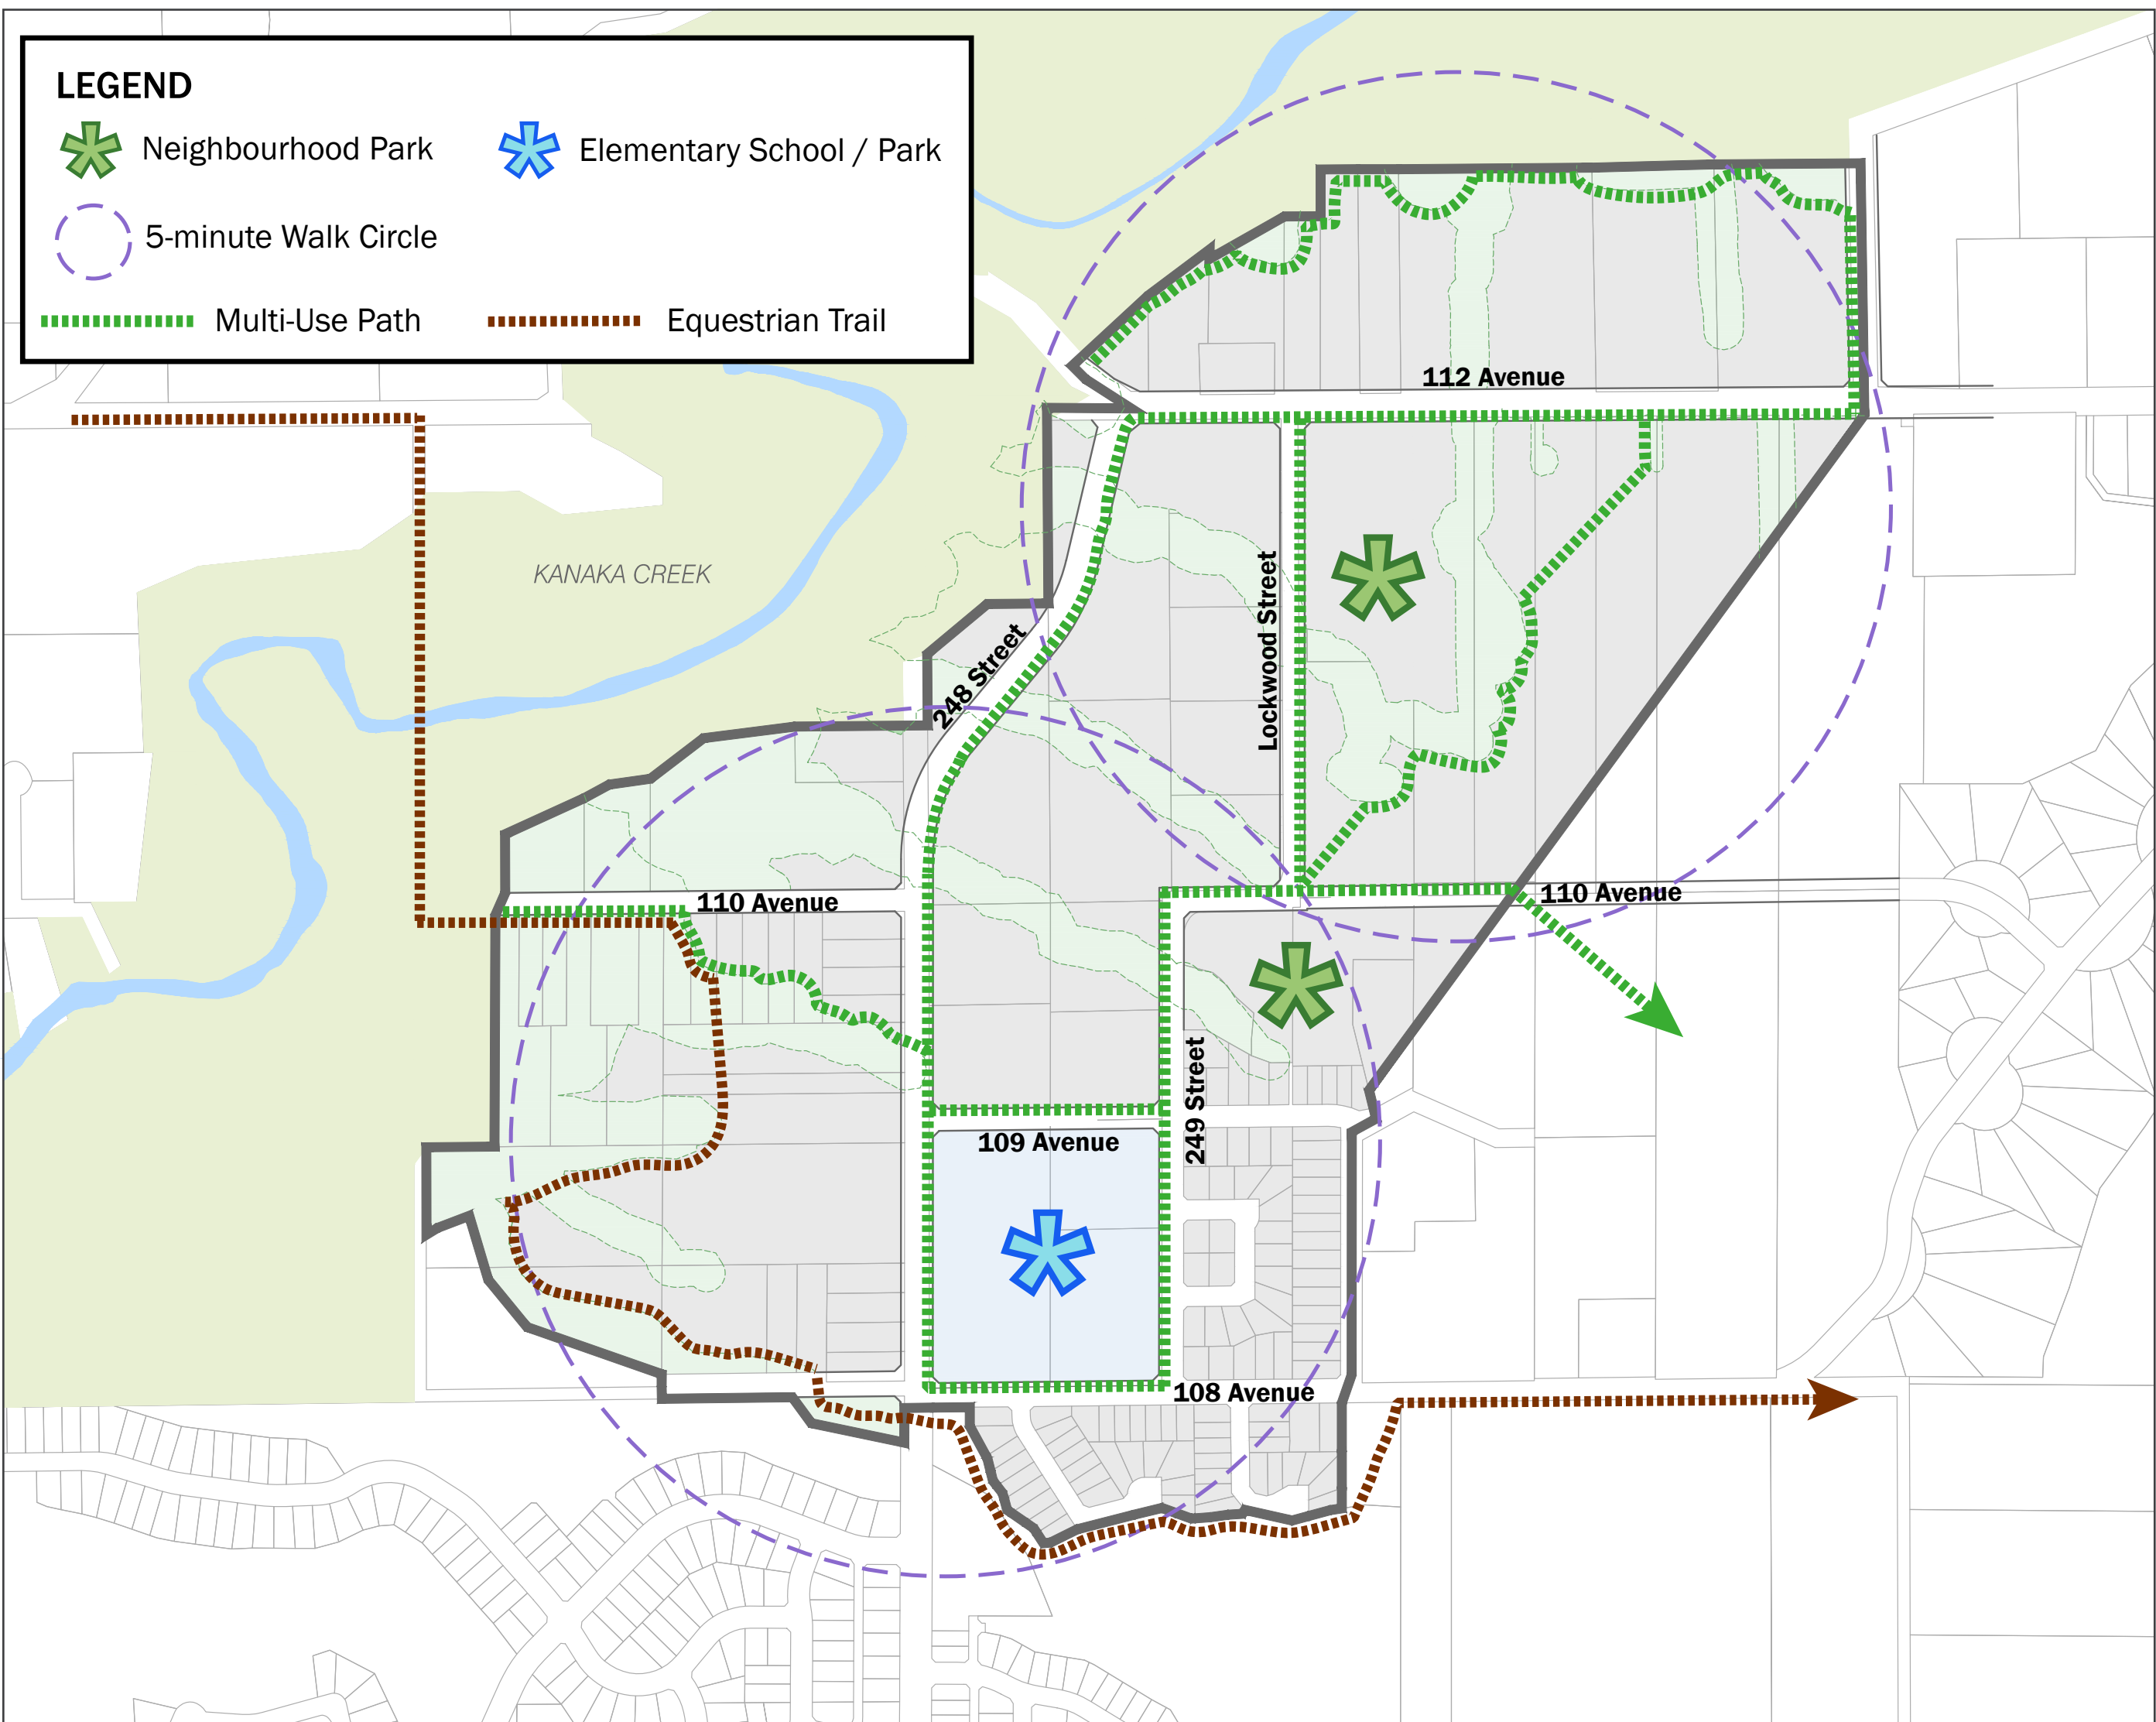 LEGEND
Neighbourhood Park
Elementary School / Park
5-minute Walk Circle
Multi-Use Path
Equestrian Trail
112 Avenue
KANAKA CREEK
Lockwood Street
248 Street
110 Avenue
110 Avenue
249 Street
109 Avenue
108 Avenue